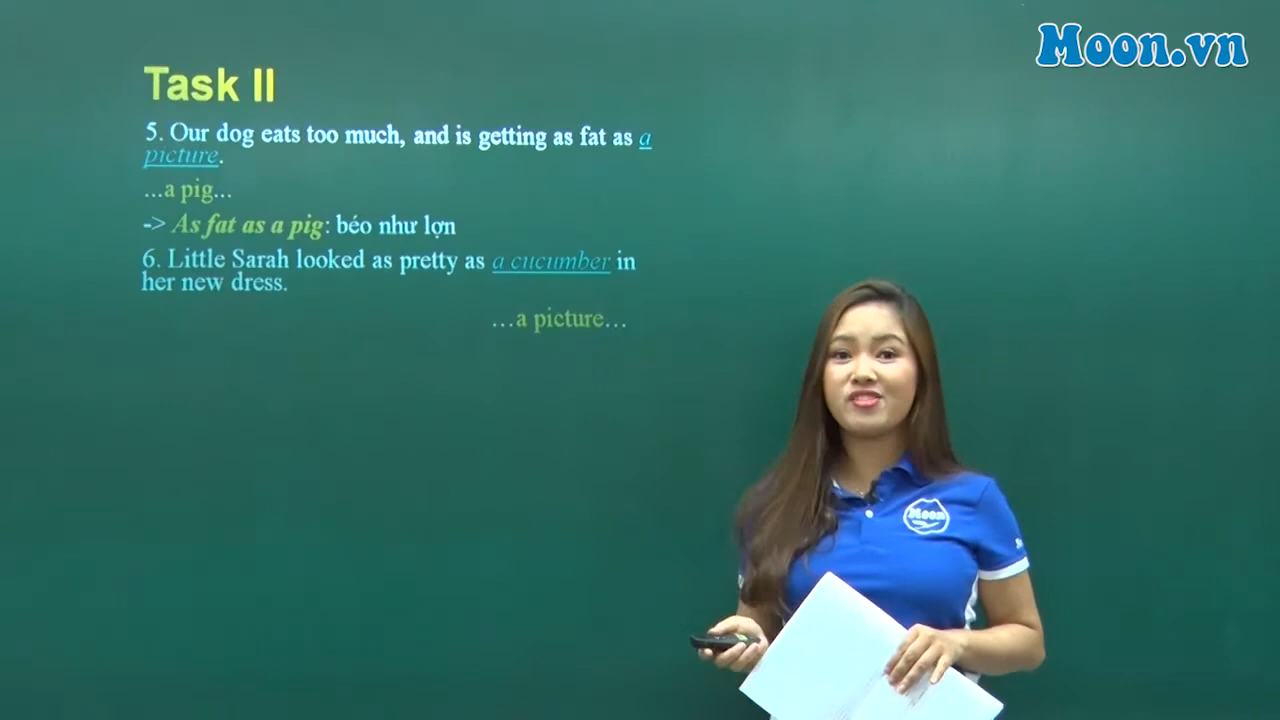 Moon.vn
Task II
5. Our dog eats too much, and is getting as fat as a
picture.
...a pig...
-> As fat as a pig: béo như lợn
6. Little Sarah looked as pretty as a cucumber in
her new dress.
...a picture...
Moon